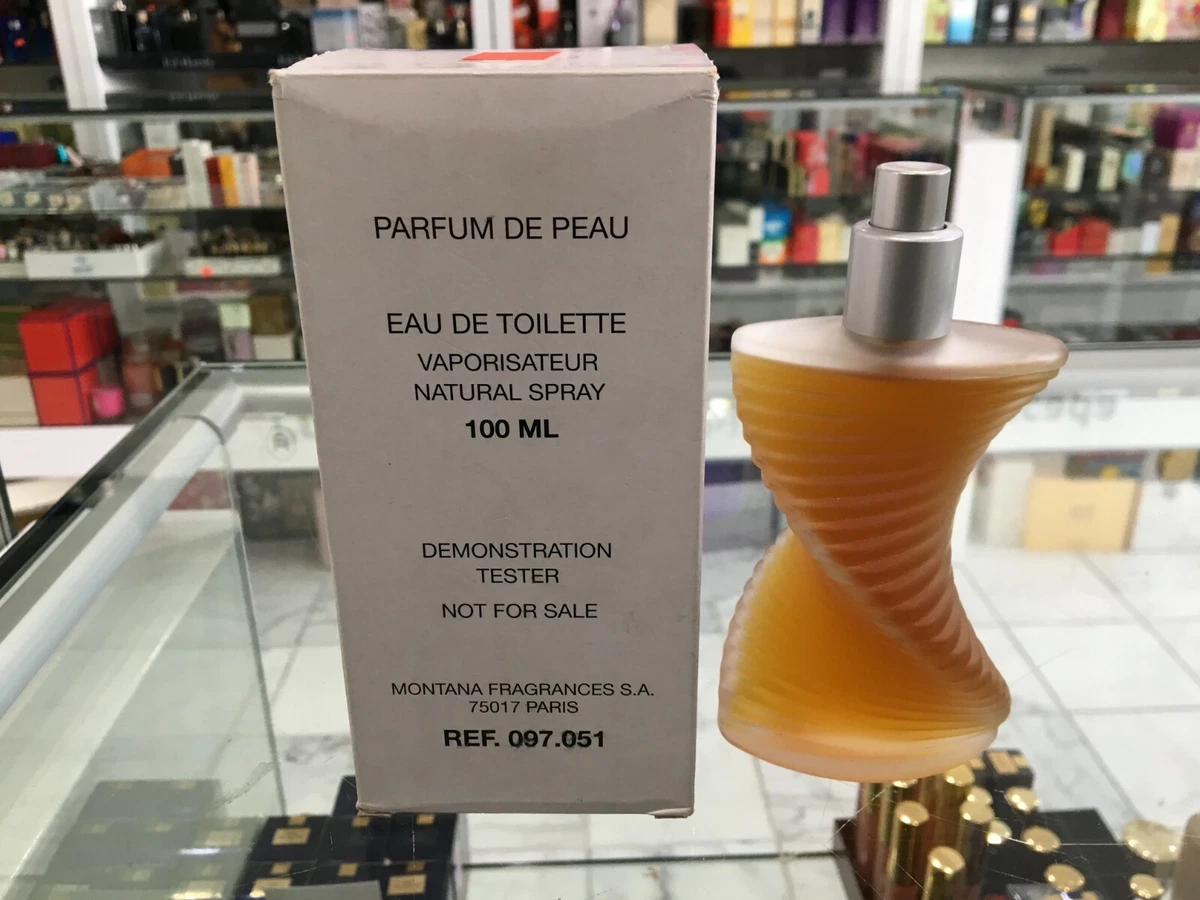 PARFUM DE PEAU
EAU DE TOILETTE
VAPORISATEUR
NATURAL SPRAY
100 ML
DEMONSTRATION
TESTER
NOT FOR SALE
MONTANA FRAGRANCES S.A.
75017 PARIS
REF. 097.051